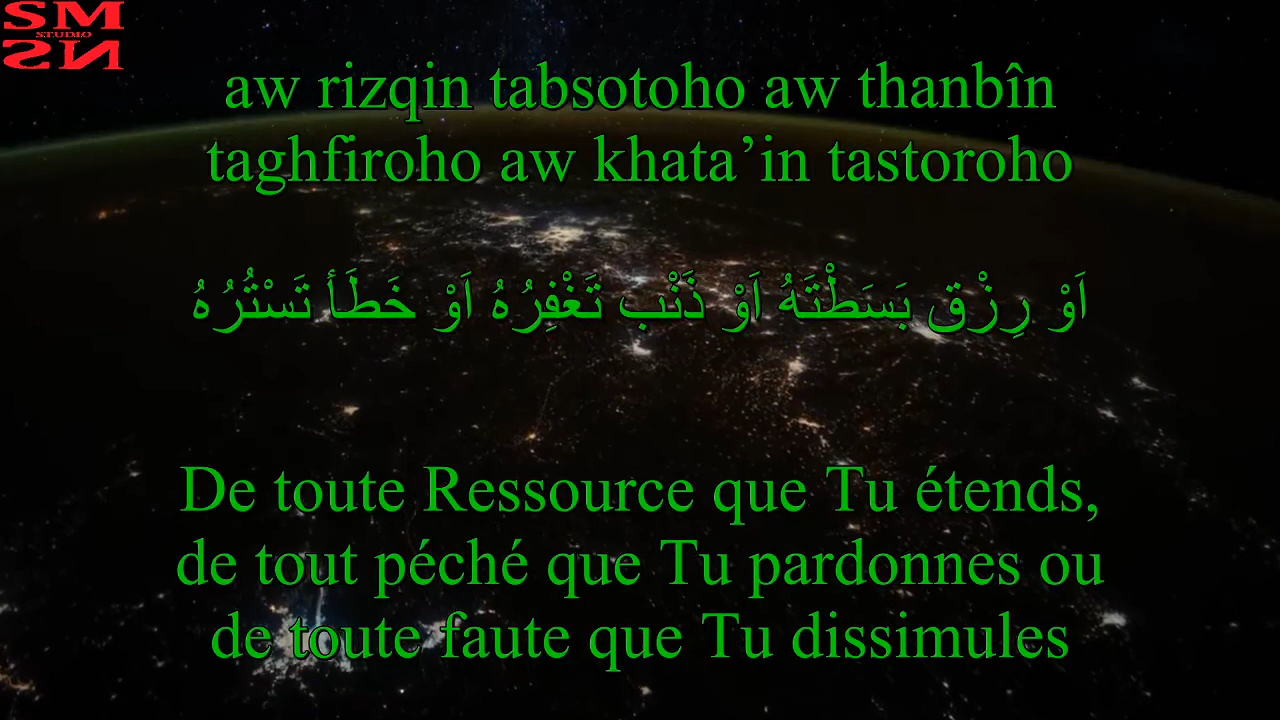 SM
STUDIO
SM
aw rizqin tabsotoho aw thanbîn
taghfiroho aw khata’in tastoroho
اَوْ رِزْق بَسَطْتَهُ اَوْ ذَنْب تَغْفِرُهُ اَوْ خَطَأ تَسْتُرُهُ
De toute Ressource que Tu étends,
de tout péché que Tu pardonnes ou
de toute faute que Tu dissimules